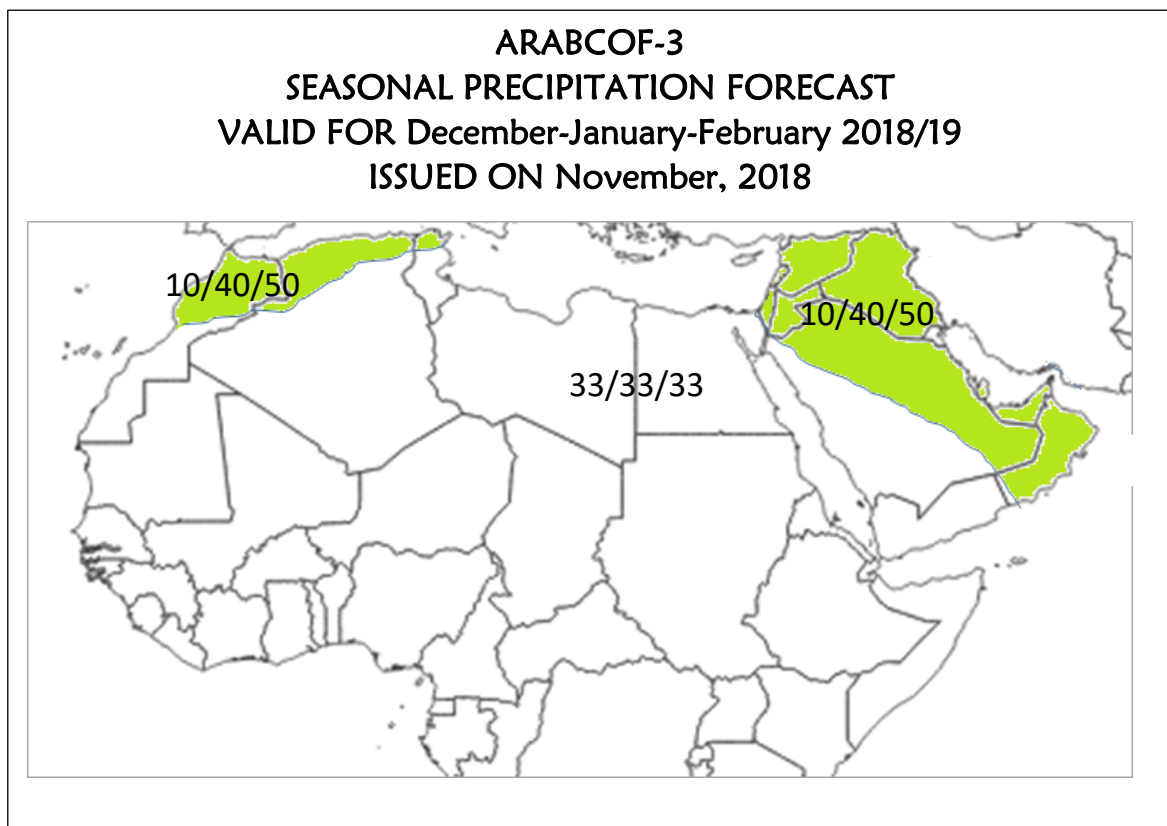 ARABCOF-3
SEASONAL PRECIPITATION FORECAST
VALID FOR December-January-February 2018/19
ISSUED ON November, 2018
10/40/50
10/40/50
33/33/33